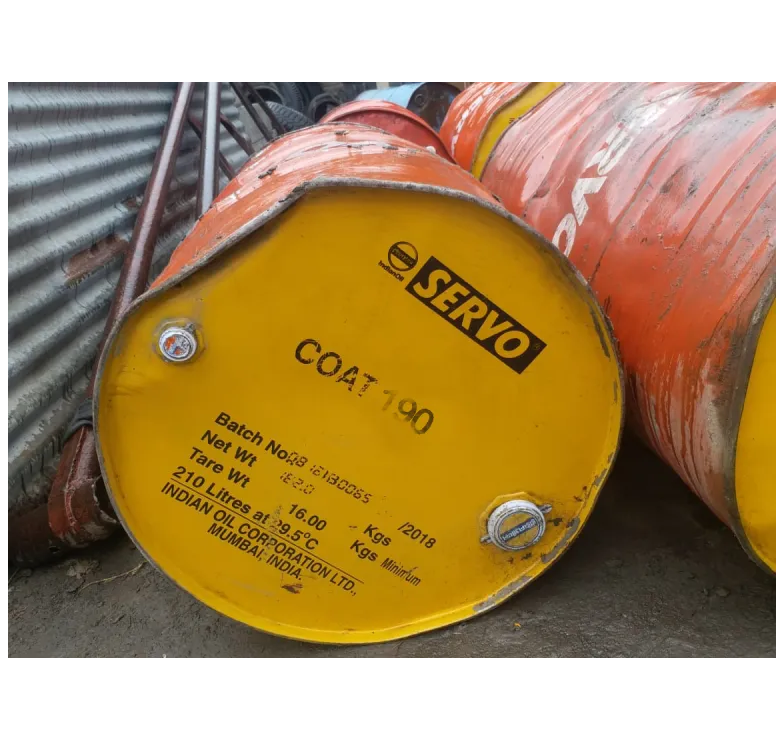 IndianOil
SERVO
COAT 190
Batch No.
/2018
Net Wt
Kgs
Tare Wt 16.00 Kgs Minimum
210 Litres at 29.5°C
INDIAN OIL CORPORATION LTD.,
MUMBAI, INDIA.